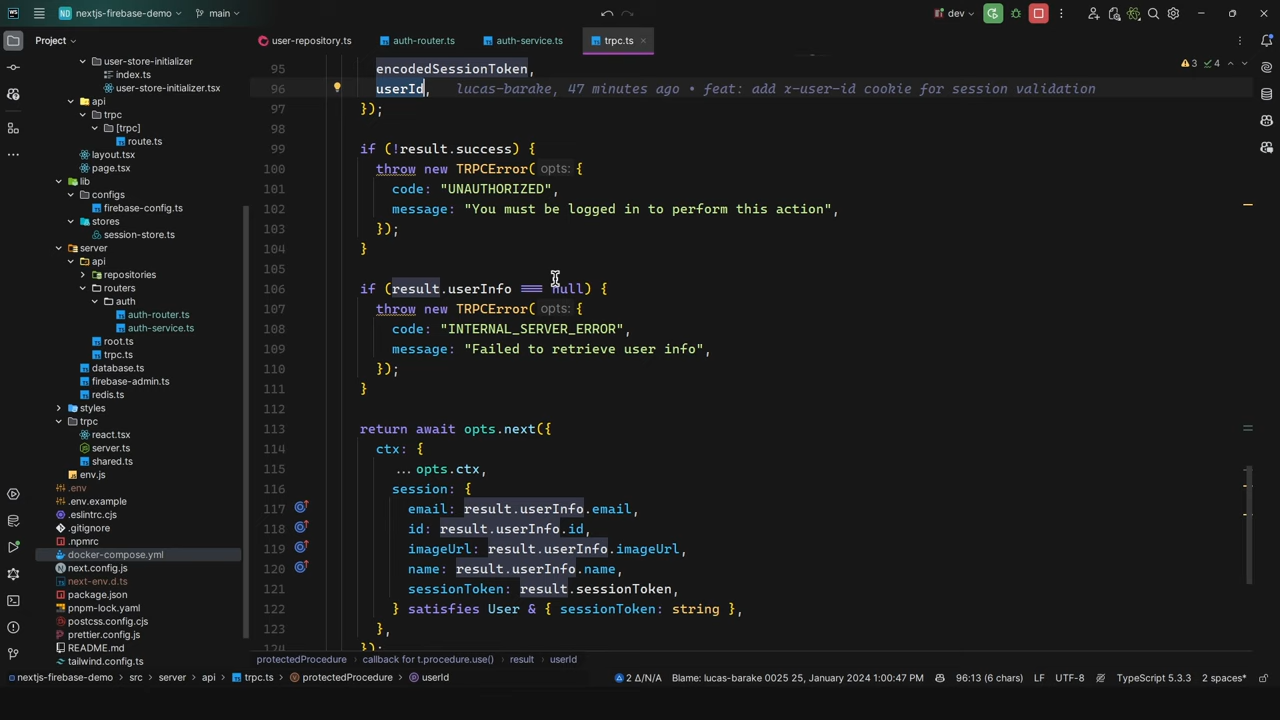 WS
ND nextjs-firebase-demo
main
dev
Project
user-repository.ts
auth-router.ts
auth-service.ts
trpc.ts
user-store-initializer
index.ts
user-store-initializer.tsx
api
trpc
[trpc]
route.ts
layout.tsx
page.tsx
lib
configs
firebase-config.ts
stores
session-store.ts
server
api
repositories
routers
auth
auth-router.ts
auth-service.ts
root.ts
trpc.ts
database.ts
firebase-admin.ts
redis.ts
styles
trpc
react.tsx
server.ts
shared.ts
env.js
.env
.env.example
.eslintrc.cjs
.gitignore
.npmrc
docker-compose.yml
next.config.js
next-env.d.ts
package.json
pnpm-lock.yaml
postcss.config.cjs
prettier.config.js
README.md
tailwind.config.ts
3 4
95 encodedSessionToken,
96 userId, lucas-barake, 47 minutes ago • feat: add x-user-id cookie for session validation
97 });
98
99 if (!result.success) {
100 throw new TRPCError( opts: {
101 code: "UNAUTHORIZED",
102 message: "You must be logged in to perform this action",
103 });
104 }
105
106 if (result.userInfo === null) {
107 throw new TRPCError( opts: {
108 code: "INTERNAL_SERVER_ERROR",
109 message: "Failed to retrieve user info",
110 });
111 }
112
113 return await opts.next({
114 ctx: {
115 ...opts.ctx,
116 session: {
117 email: result.userInfo.email,
118 id: result.userInfo.id,
119 imageUrl: result.userInfo.imageUrl,
120 name: result.userInfo.name,
121 sessionToken: result.sessionToken,
122 } satisfies User & { sessionToken: string },
123 },
124 });
protectedProcedure callback for t.procedure.use() result userId
nextjs-firebase-demo src server api trpc.ts protectedProcedure userId
2 Δ/N/A Blame: lucas-barake 0025 25, January 2024 1:00:47 PM 96:13 (6 chars) LF UTF-8 TypeScript 5.3.3 2 spaces*